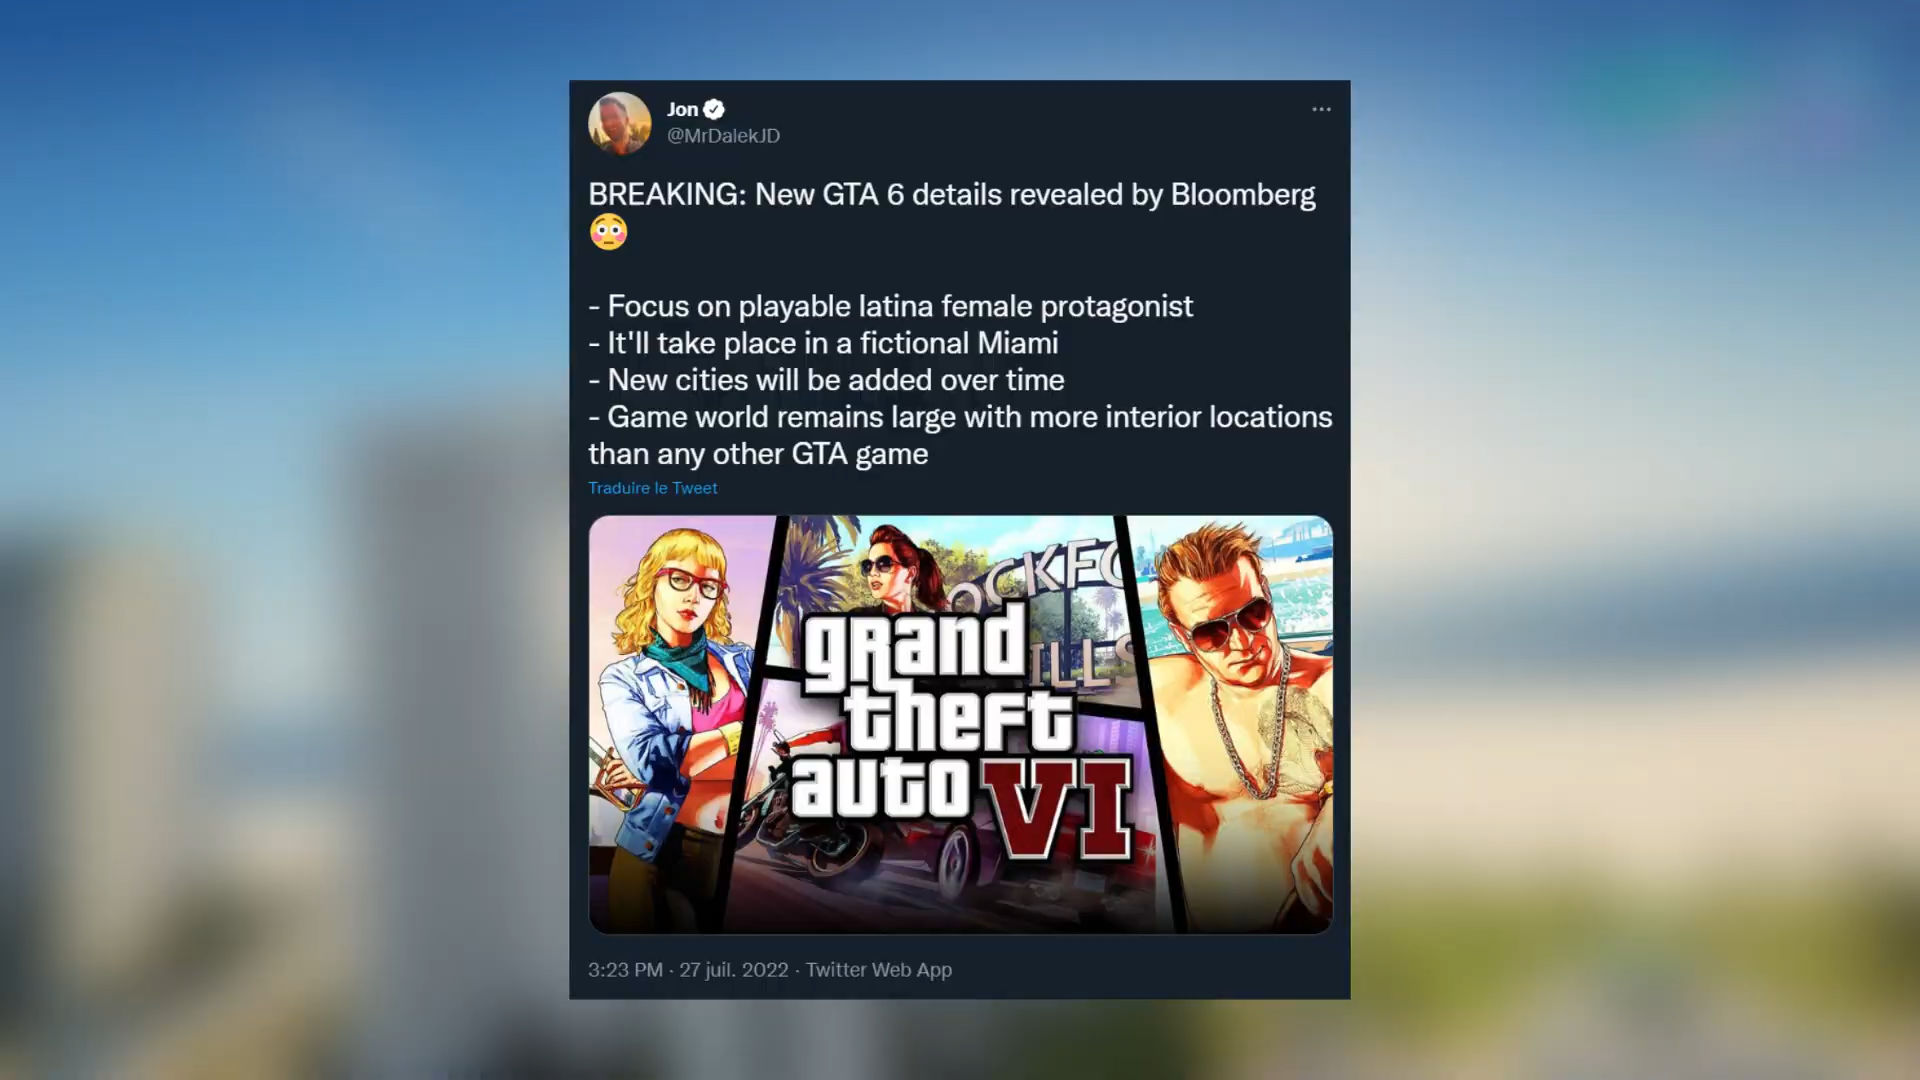 Jon
@MrDalekJD
BREAKING: New GTA 6 details revealed by Bloomberg
😳
- Focus on playable latina female protagonist
- It'll take place in a fictional Miami
- New cities will be added over time
- Game world remains large with more interior locations
than any other GTA game
Traduire le Tweet
OCKFO
ILLS
grand
theft
auto VI
3:23 PM · 27 juil. 2022 · Twitter Web App